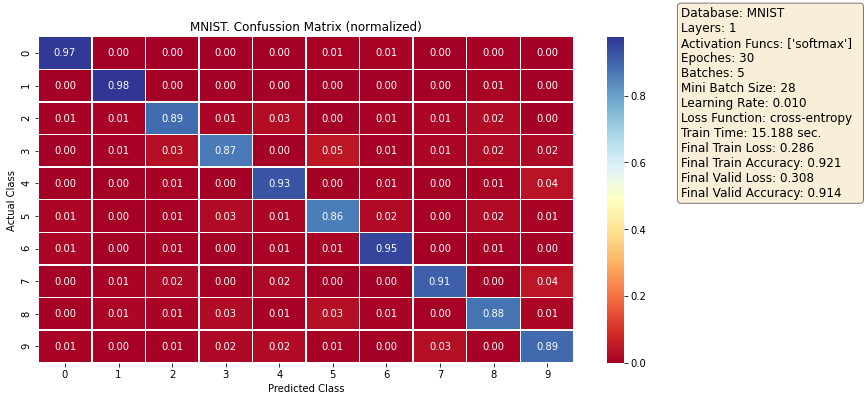 MNIST. Confussion Matrix (normalized)
Database: MNIST
Layers: 1
Activation Funcs: ['softmax']
Epoches: 30
Batches: 5
Mini Batch Size: 28
Learning Rate: 0.010
Loss Function: cross-entropy
Train Time: 15.188 sec.
Final Train Loss: 0.286
Final Train Accuracy: 0.921
Final Valid Loss: 0.308
Final Valid Accuracy: 0.914
Actual Class
0 0.97 0.00 0.00 0.00 0.00 0.01 0.01 0.00 0.00 0.00
1 0.00 0.98 0.00 0.00 0.00 0.00 0.00 0.00 0.01 0.00
2 0.01 0.01 0.89 0.01 0.03 0.00 0.01 0.01 0.02 0.00
3 0.00 0.01 0.03 0.87 0.00 0.05 0.01 0.01 0.02 0.02
4 0.00 0.00 0.01 0.00 0.93 0.00 0.01 0.00 0.01 0.04
5 0.01 0.00 0.01 0.03 0.01 0.86 0.02 0.00 0.02 0.01
6 0.01 0.00 0.01 0.00 0.01 0.01 0.95 0.00 0.01 0.00
7 0.00 0.01 0.02 0.00 0.02 0.00 0.00 0.91 0.00 0.04
8 0.00 0.01 0.01 0.03 0.01 0.03 0.01 0.00 0.88 0.01
9 0.01 0.00 0.01 0.02 0.02 0.01 0.00 0.03 0.00 0.89
0 1 2 3 4 5 6 7 8 9
Predicted Class
0.8
0.6
0.4
0.2
0.0